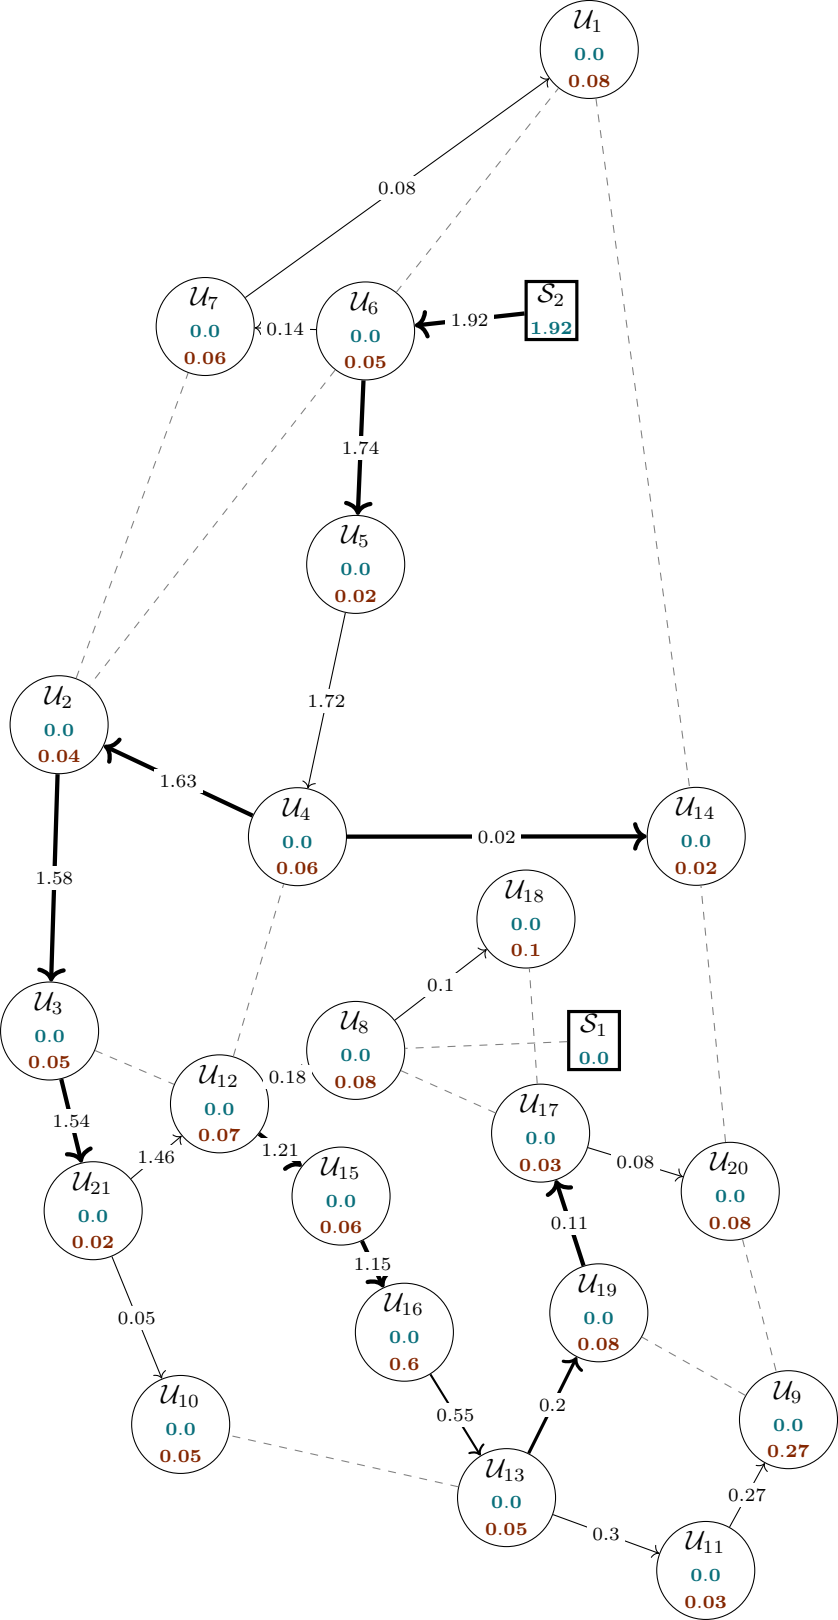 𝒰₁
0.0
0.08
0.08
𝒰₇
0.0
0.06
0.14
𝒰₆
0.0
0.05
1.92
𝒮₂
1.92
1.74
𝒰₅
0.0
0.02
1.72
𝒰₂
0.0
0.04
1.63
𝒰₄
0.0
0.06
0.02
𝒰₁₄
0.0
0.02
1.58
𝒰₁₈
0.0
0.1
0.1
𝒰₃
0.0
0.05
𝒰₈
0.0
0.08
𝒮₁
0.0
𝒰₁₂
0.0
0.07
0.18
𝒰₁₇
0.0
0.03
1.54
1.46
1.21
0.08
𝒰₂₁
0.0
0.02
𝒰₁₅
0.0
0.06
𝒰₂₀
0.0
0.08
0.11
1.15
0.05
𝒰₁₆
0.0
0.6
𝒰₁₉
0.0
0.08
𝒰₁₀
0.0
0.05
0.55
0.2
𝒰₉
0.0
0.27
𝒰₁₃
0.0
0.05
0.27
0.3
𝒰₁₁
0.0
0.03